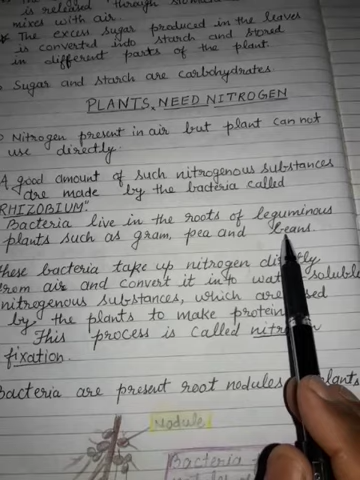 is released through stomata
mixes with air.
* The excess sugar produced in the leaves
is converted into starch and stored
in different parts of the plant.
Sugar and starch are carbohydrates.
PLANTS, NEED NITROGEN
Nitrogen present in air but plant can not
use directly.
A good amount of such nitrogenous substances
are made by the bacteria called
"RHIZOBIUM"
Bacteria live in the roots of leguminous
plants such as gram, pea and beans.
These bacteria take up nitrogen directly
from air and convert it into water soluble
nitrogenous substances, which are used
by the plants to make protein
This process is called nitrogen
fixation.
Bacteria are present root nodules plants
Nodule
Bacteria